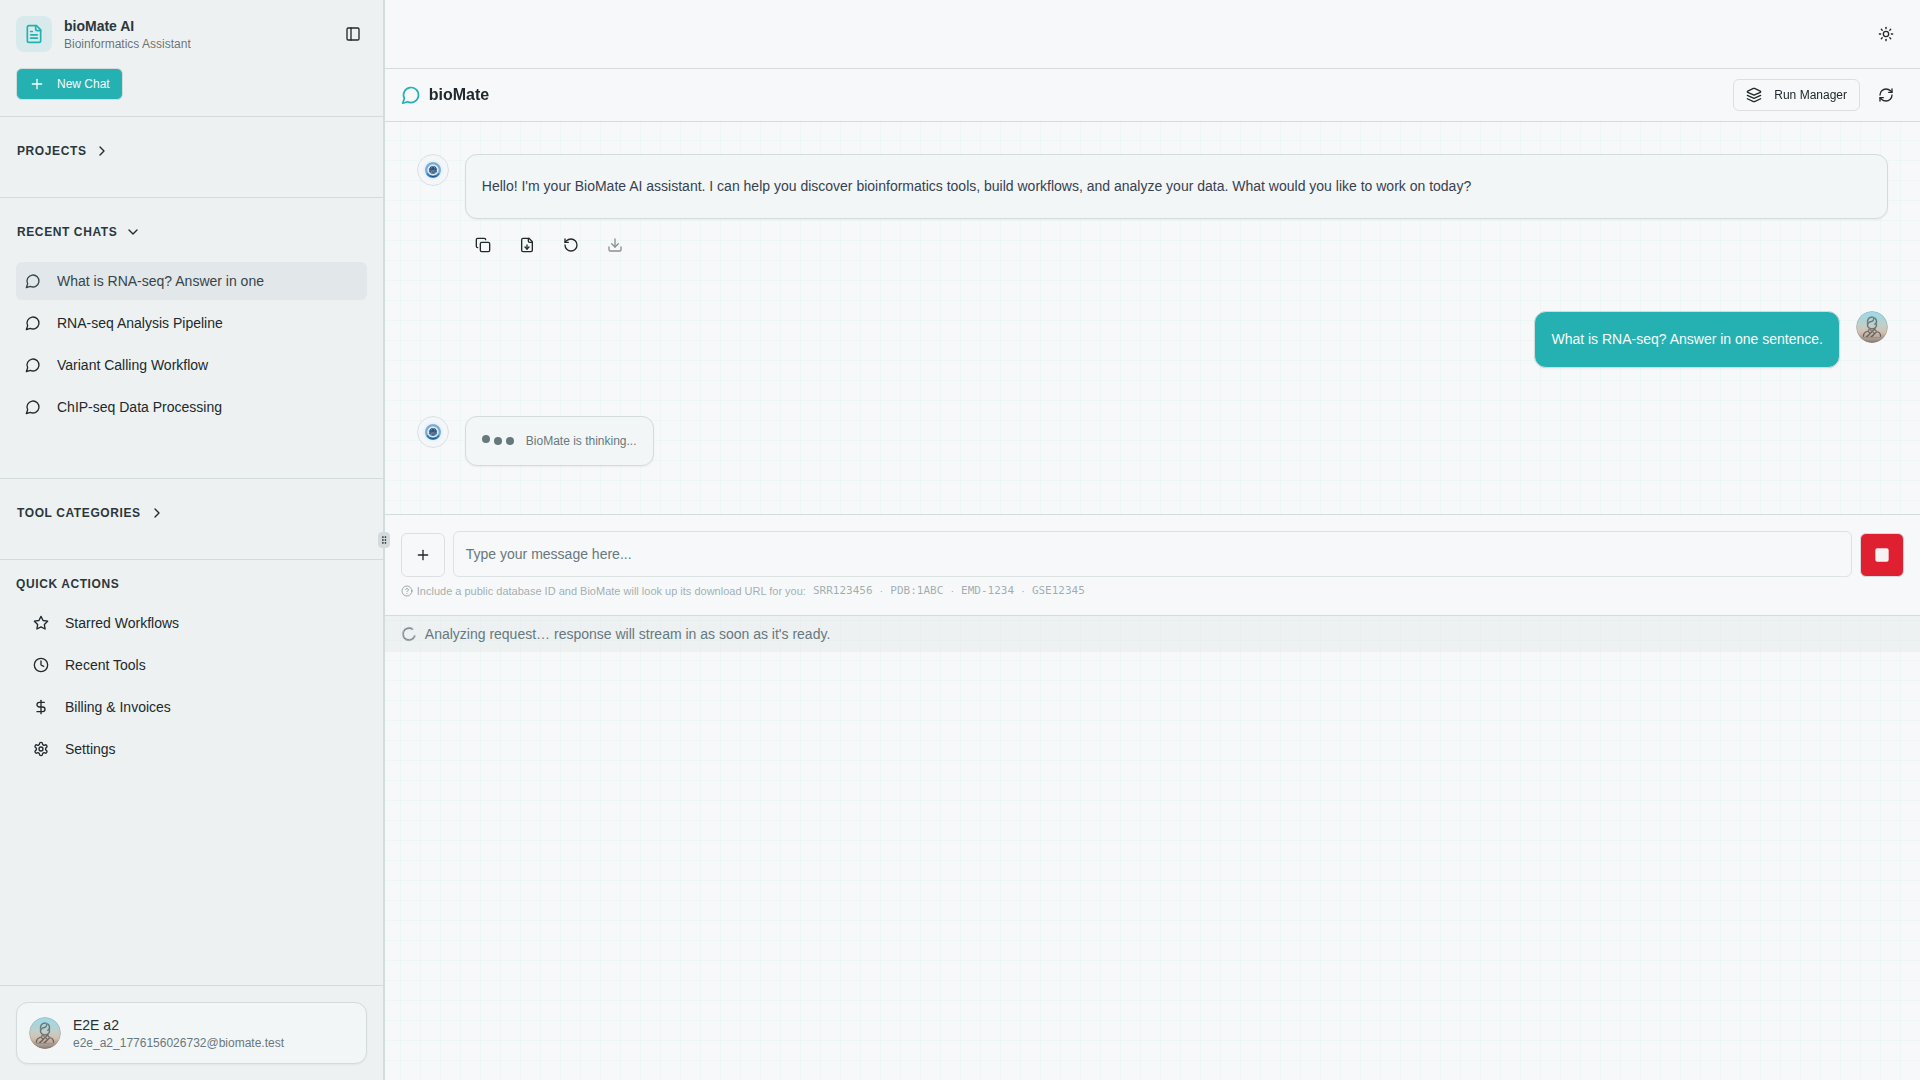 bioMate AI
Bioinformatics Assistant
New Chat
PROJECTS
RECENT CHATS
What is RNA-seq? Answer in one
RNA-seq Analysis Pipeline
Variant Calling Workflow
ChIP-seq Data Processing
TOOL CATEGORIES
QUICK ACTIONS
Starred Workflows
Recent Tools
Billing & Invoices
Settings
E2E a2
e2e_a2_1776156026732@biomate.test
bioMate
Run Manager
Hello! I'm your BioMate AI assistant. I can help you discover bioinformatics tools, build workflows, and analyze your data. What would you like to work on today?
What is RNA-seq? Answer in one sentence.
BioMate is thinking...
Type your message here...
Include a public database ID and BioMate will look up its download URL for you: SRR123456 · PDB:1ABC · EMD-1234 · GSE12345
Analyzing request… response will stream in as soon as it's ready.